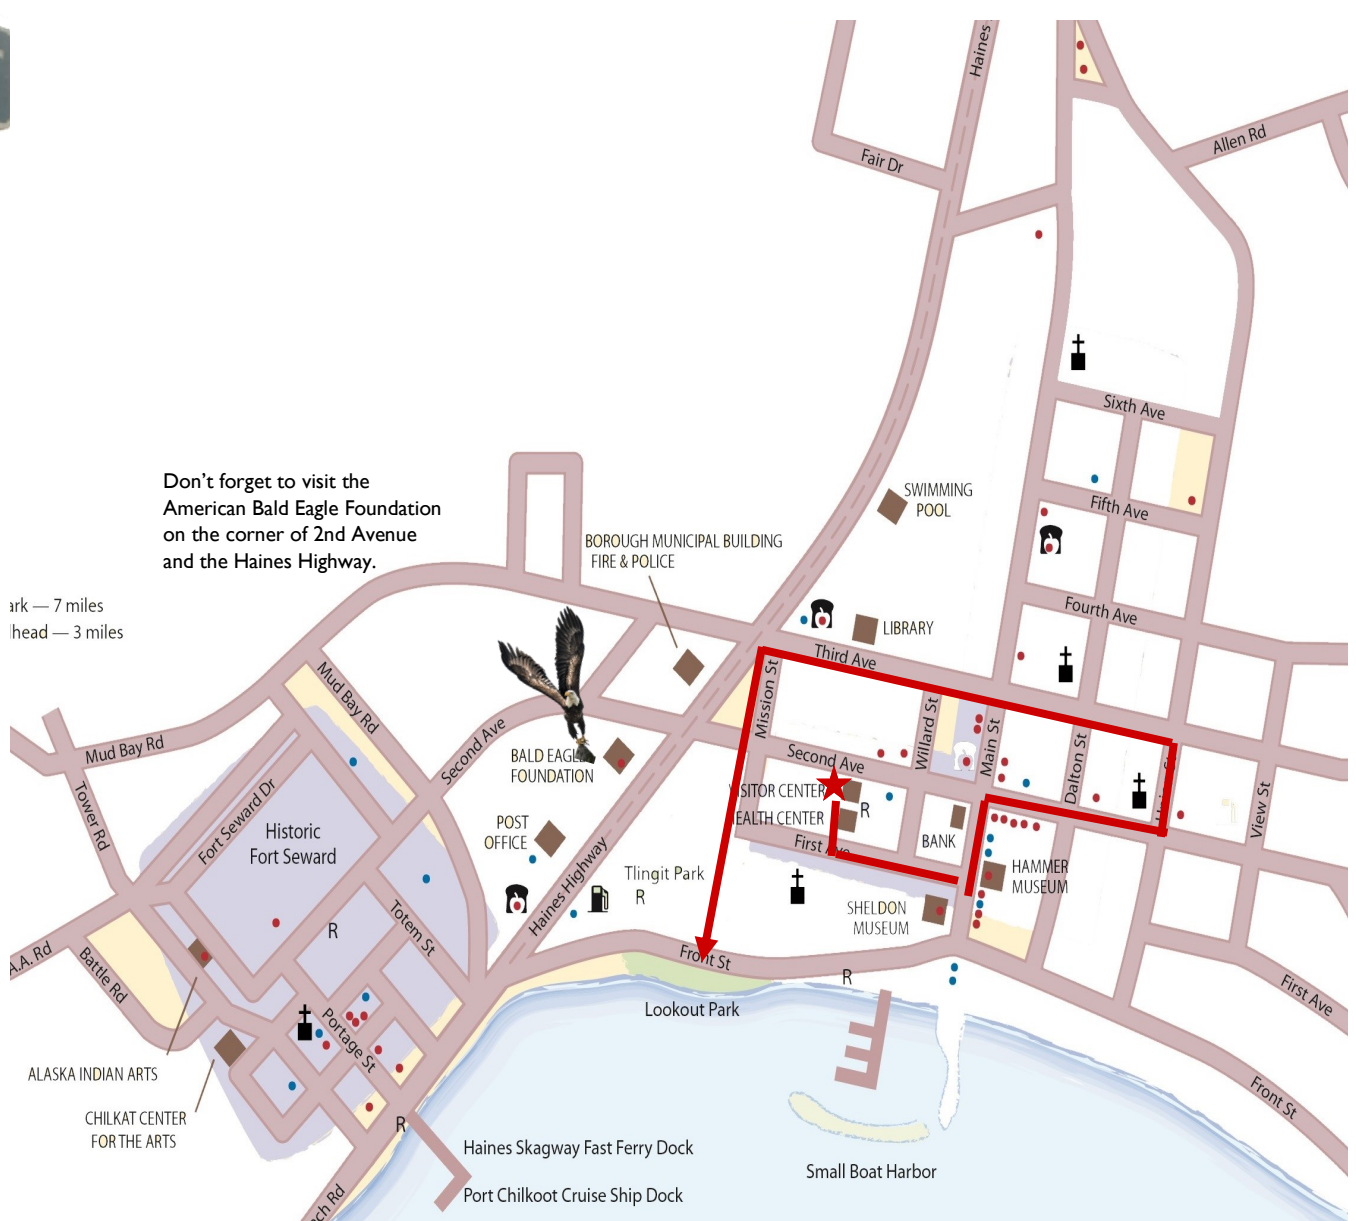 Haines
Allen Rd
Fair Dr
Sixth Ave
Don't forget to visit the
American Bald Eagle Foundation
on the corner of 2nd Avenue
and the Haines Highway.
SWIMMING
POOL
Fifth Ave
BOROUGH MUNICIPAL BUILDING
FIRE & POLICE
ark — 7 miles
lhead — 3 miles
Fourth Ave
LIBRARY
Third Ave
Mud Bay Rd
Mission St
Willard St
Main St
Dalton St
View St
Mud Bay Rd
Second Ave
Second Ave
BALD EAGLE
FOUNDATION
VISITOR CENTER
HEALTH CENTER
R
Tower Rd
Fort Seward Dr
Historic
Fort Seward
POST
OFFICE
First Ave
BANK
HAMMER
MUSEUM
Haines Highway
Tlingit Park
R
SHELDON
MUSEUM
Totem St
R
A.A. Rd
Battle Rd
Front St
R
Lookout Park
First Ave
Portage St
ALASKA INDIAN ARTS
CHILKAT CENTER
FOR THE ARTS
R
Front St
Haines Skagway Fast Ferry Dock
Small Boat Harbor
Port Chilkoot Cruise Ship Dock
ch Rd